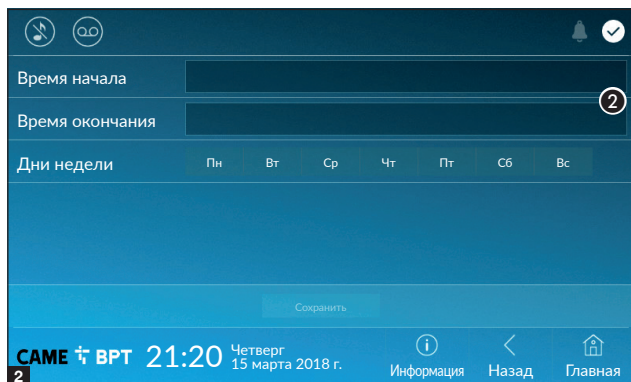 Время начала
2
Время окончания
Дни недели Пн Вт Ср Чт Пт Сб Вс
Сохранить
CAME BPT 21:20 Четверг
15 марта 2018 г.
Информация Назад Главная
2